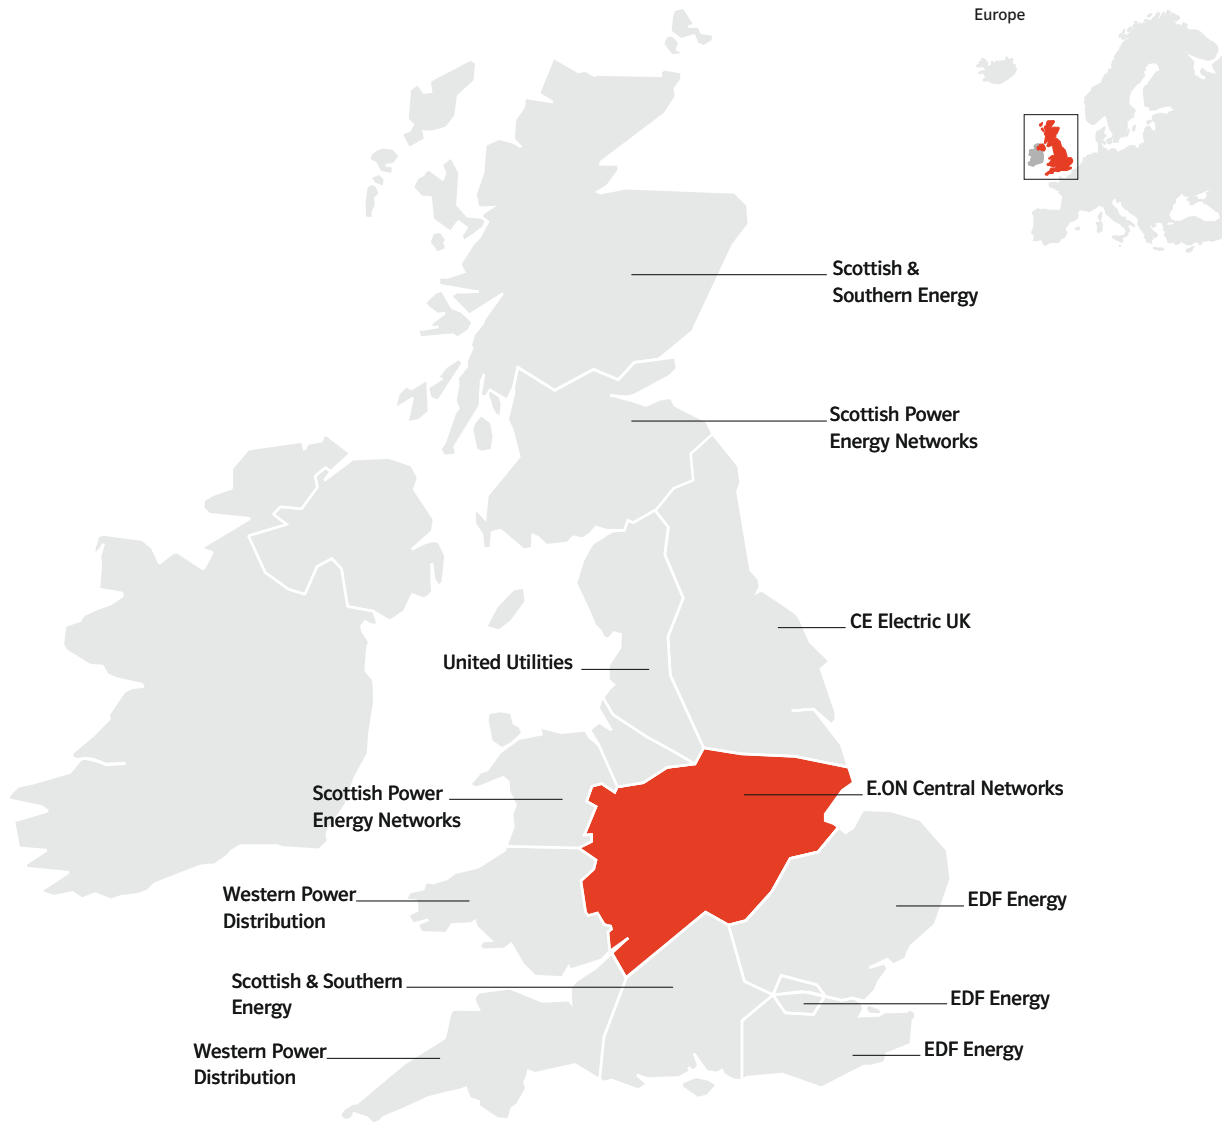 Europe
Scottish &
Southern Energy
Scottish Power
Energy Networks
CE Electric UK
United Utilities
E.ON Central Networks
Scottish Power
Energy Networks
Western Power
Distribution
EDF Energy
Scottish & Southern
Energy
EDF Energy
Western Power
Distribution
EDF Energy